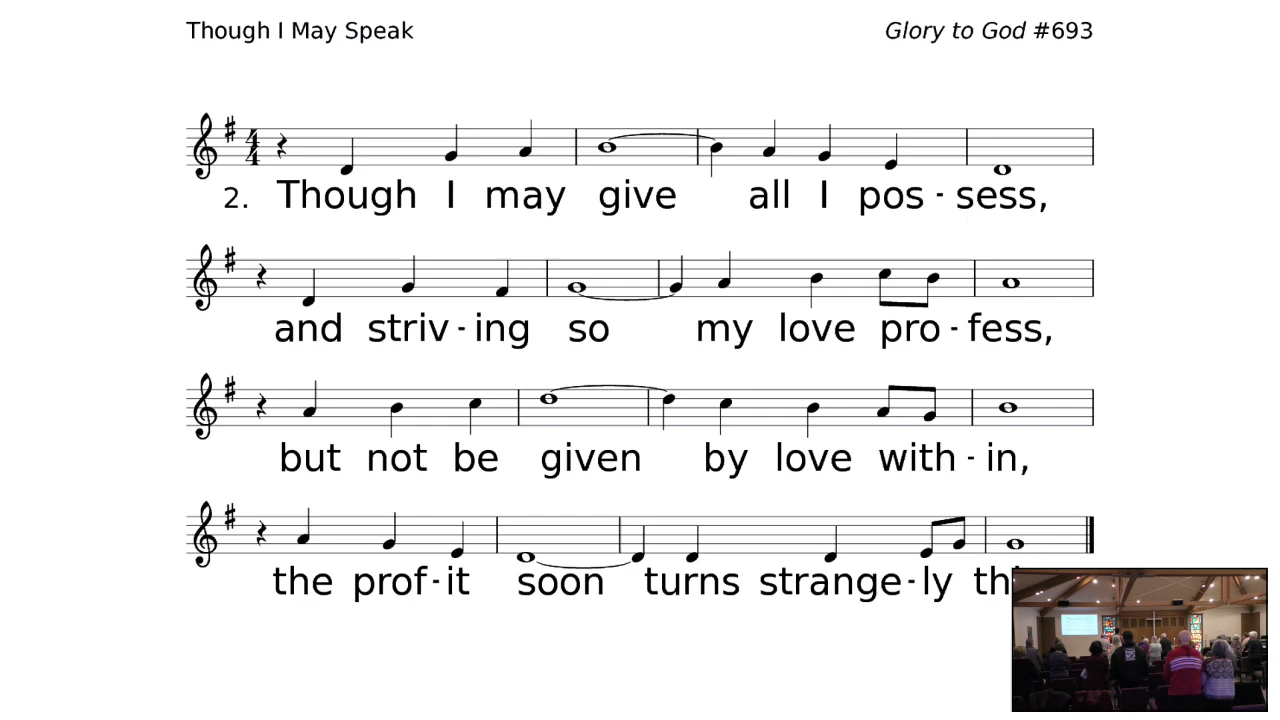 Though I May Speak Glory to God #693
2. Though I may give all I pos - sess,
and striv - ing so my love pro - fess,
but not be given by love with - in,
the prof - it soon turns strange - ly